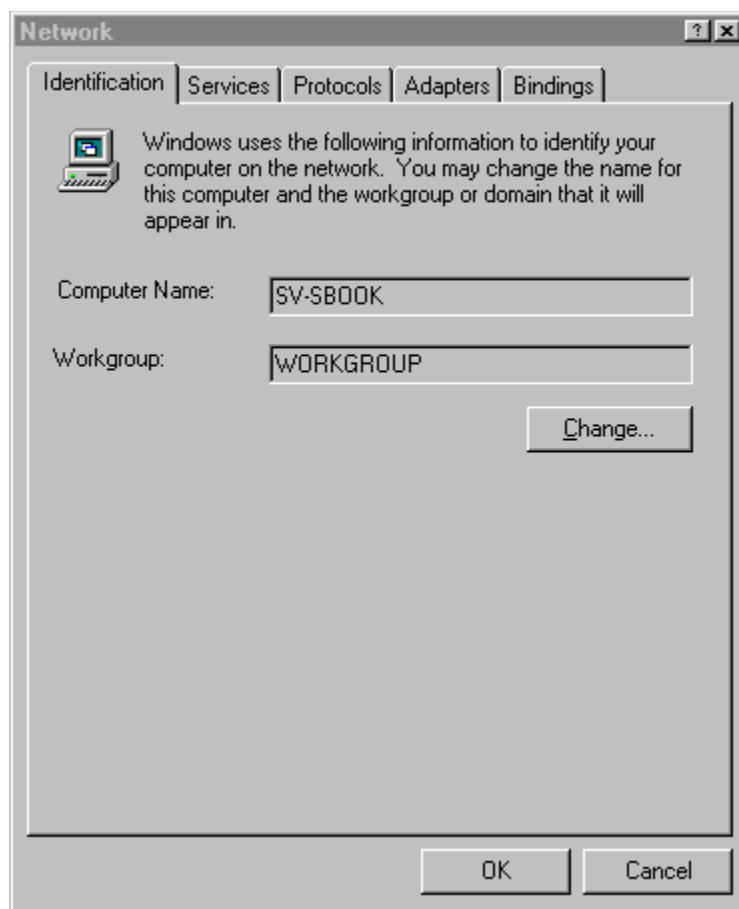 Network
Identification Services Protocols Adapters Bindings
Windows uses the following information to identify your
computer on the network.  You may change the name for
this computer and the workgroup or domain that it will
appear in.
Computer Name: SV-SBOOK
Workgroup: WORKGROUP
Change...
OK Cancel